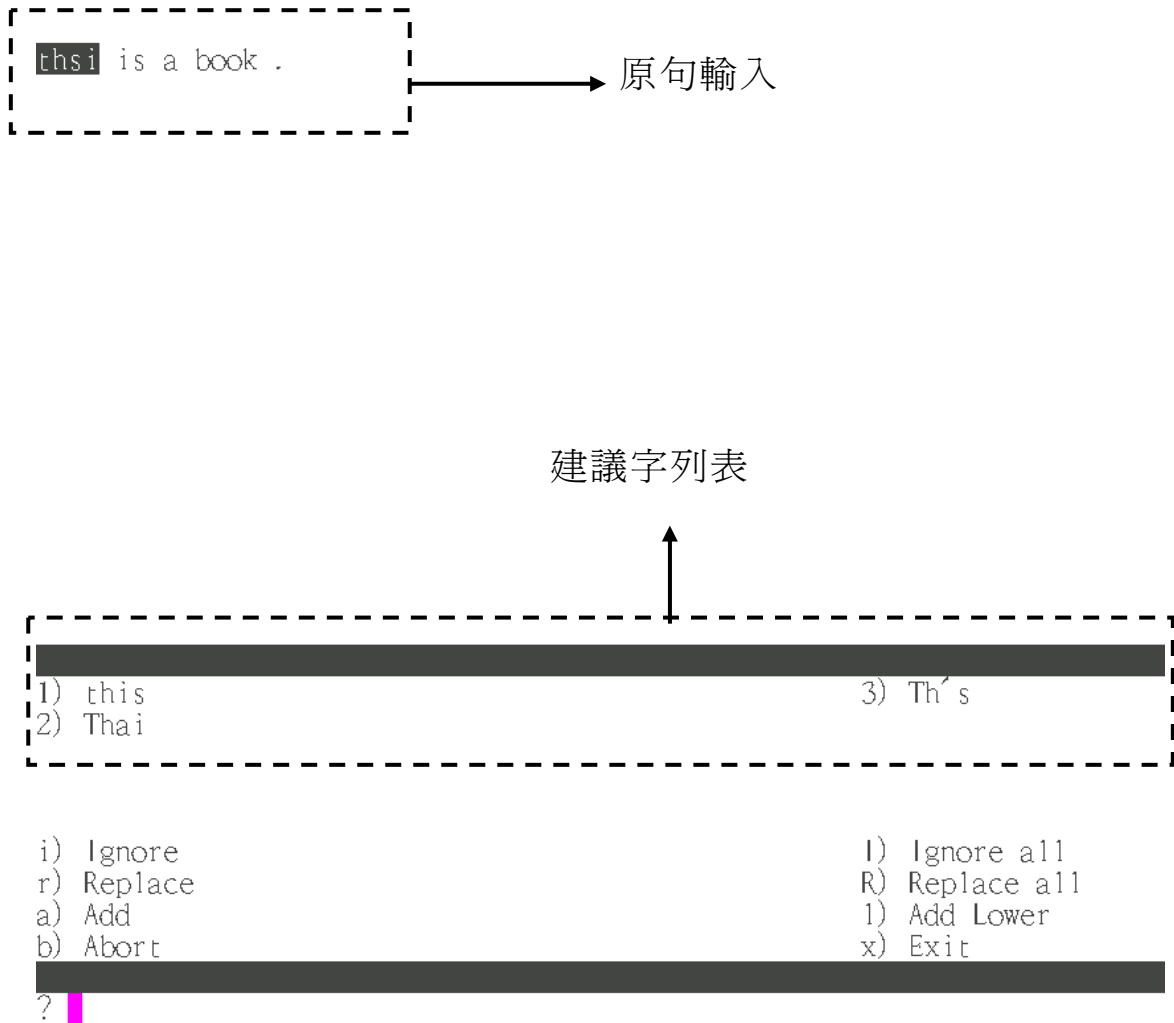 thsi is a book .
原句輸入
建議字列表
1) this 3) Th's
2) Thai
i) Ignore I) Ignore all
r) Replace R) Replace all
a) Add l) Add Lower
b) Abort x) Exit
?